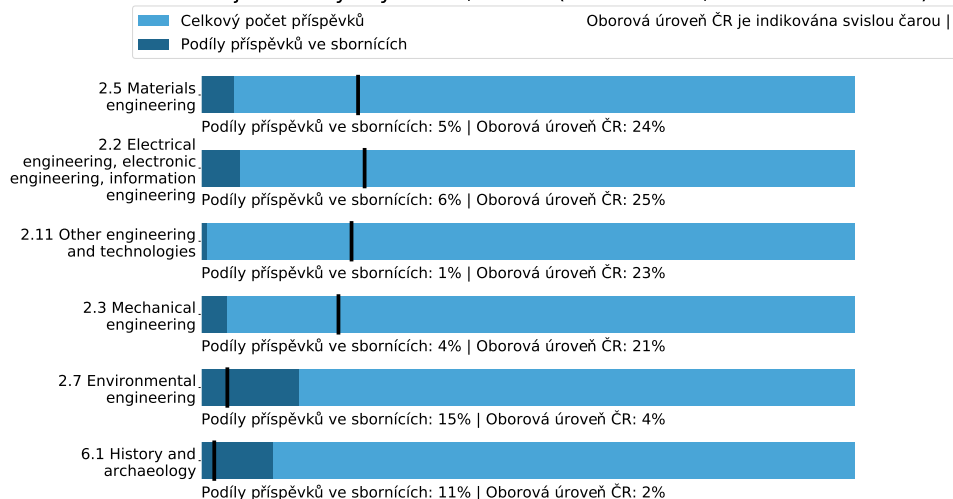 Celkový počet příspěvků
Oborová úroveň ČR je indikována svislou čarou |
Podíly příspěvků ve sbornících
2.5 Materials
engineering
Podíly příspěvků ve sbornících: 5% | Oborová úroveň ČR: 24%
2.2 Electrical
engineering, electronic
engineering, information
engineering
Podíly příspěvků ve sbornících: 6% | Oborová úroveň ČR: 25%
2.11 Other engineering
and technologies
Podíly příspěvků ve sbornících: 1% | Oborová úroveň ČR: 23%
2.3 Mechanical
engineering
Podíly příspěvků ve sbornících: 4% | Oborová úroveň ČR: 21%
2.7 Environmental
engineering
Podíly příspěvků ve sbornících: 15% | Oborová úroveň ČR: 4%
6.1 History and
archaeology
Podíly příspěvků ve sbornících: 11% | Oborová úroveň ČR: 2%